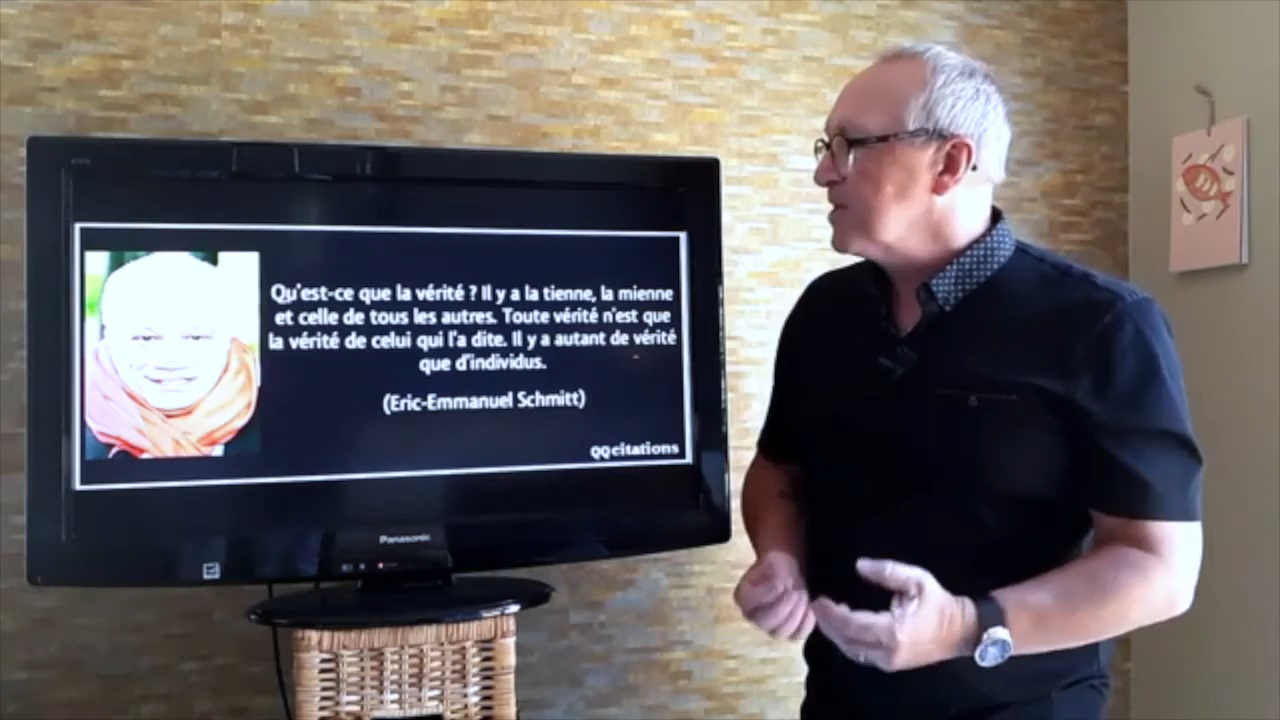 Qu'est-ce que la vérité ? Il y a la tienne, la mienne
et celle de tous les autres. Toute vérité n'est que
la vérité de celui qui l'a dite. Il y a autant de vérité
que d'individus.
(Eric-Emmanuel Schmitt)
QQcitations
Panasonic